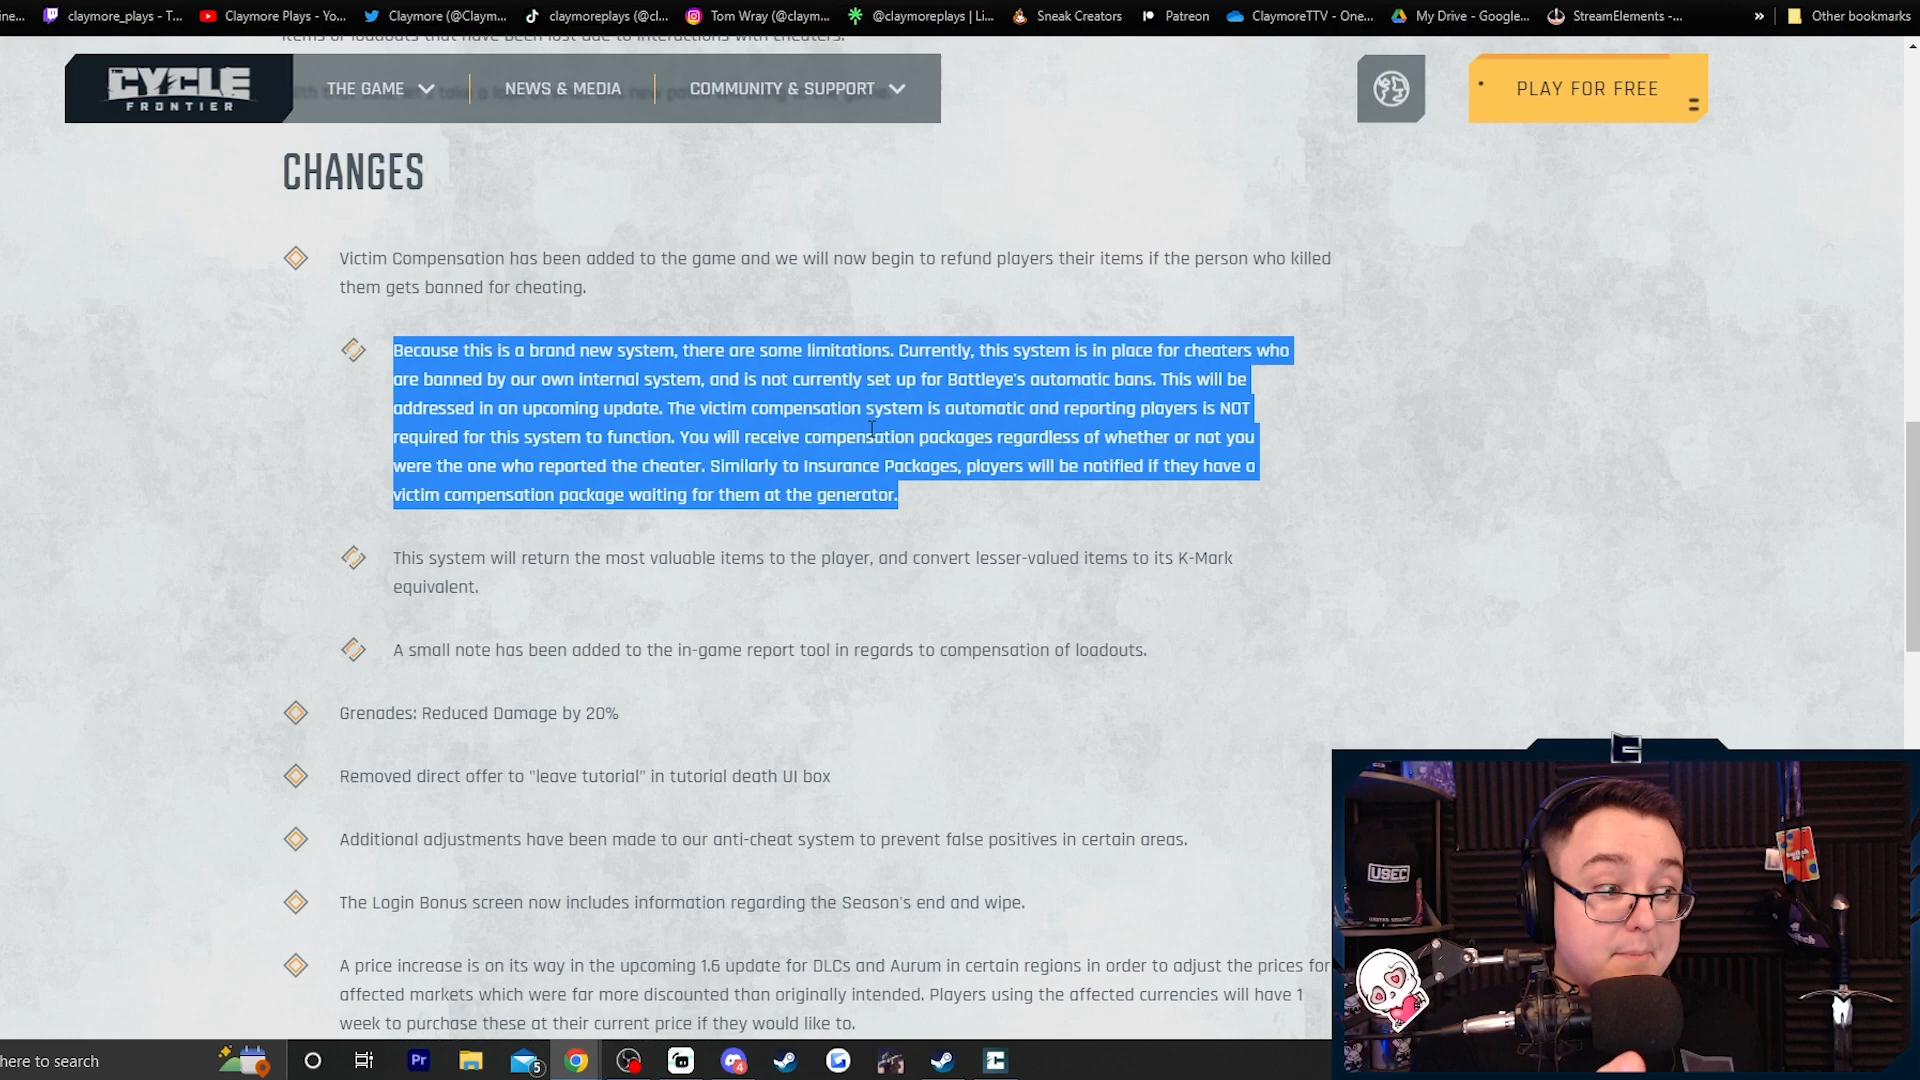 claymore_plays - T...
Claymore Plays - Yo...
Claymore (@Claym...
claymoreplays (@cl...
Tom Wray (@claym...
@claymoreplays | Li...
Sneak Creators
Patreon
ClaymoreTTV - One...
My Drive - Google...
StreamElements -...
»
Other bookmarks
items or loadouts that have been lost due to interactions with cheaters.
CYCLE
FRONTIER
THE GAME
NEWS & MEDIA
COMMUNITY & SUPPORT
PLAY FOR FREE
CHANGES
Victim Compensation has been added to the game and we will now begin to refund players their items if the person who killed
them gets banned for cheating.
Because this is a brand new system, there are some limitations. Currently, this system is in place for cheaters who
are banned by our own internal system, and is not currently set up for Battleye's automatic bans. This will be
addressed in an upcoming update. The victim compensation system is automatic and reporting players is NOT
required for this system to function. You will receive compensation packages regardless of whether or not you
were the one who reported the cheater. Similarly to Insurance Packages, players will be notified if they have a
victim compensation package waiting for them at the generator.
This system will return the most valuable items to the player, and convert lesser-valued items to its K-Mark
equivalent.
A small note has been added to the in-game report tool in regards to compensation of loadouts.
Grenades: Reduced Damage by 20%
Removed direct offer to "leave tutorial" in tutorial death UI box
Additional adjustments have been made to our anti-cheat system to prevent false positives in certain areas.
The Login Bonus screen now includes information regarding the Season's end and wipe.
A price increase is on its way in the upcoming 1.6 update for DLCs and Aurum in certain regions in order to adjust the prices for
affected markets which were far more discounted than originally intended. Players using the affected currencies will have 1
week to purchase these at their current price if they would like to.
USEC
here to search
Pr
5
4